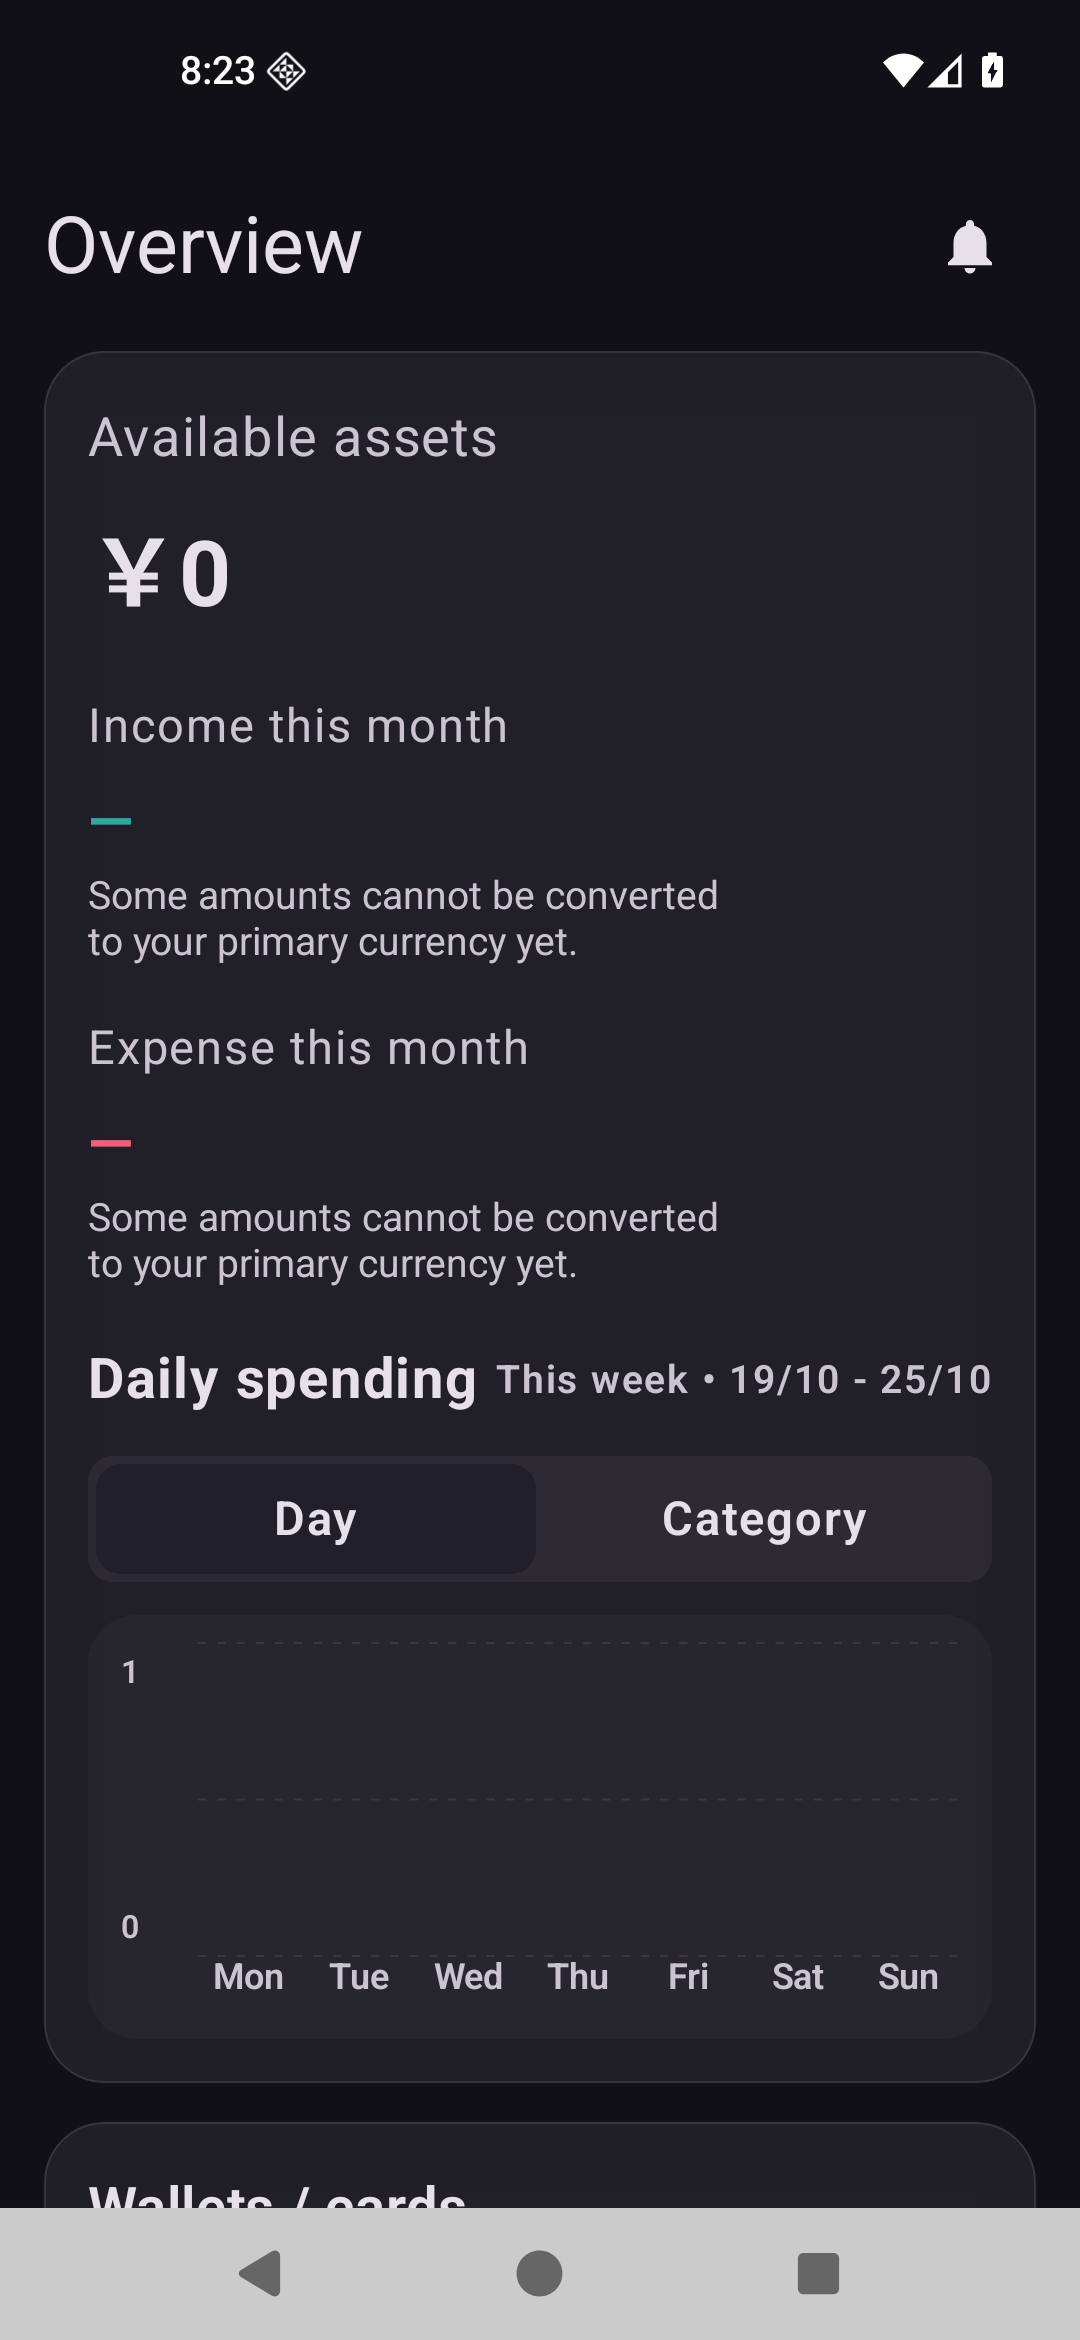 8:23
Overview
Available assets
¥0
Income this month
—
Some amounts cannot be converted
to your primary currency yet.
Expense this month
—
Some amounts cannot be converted
to your primary currency yet.
Daily spending This week • 19/10 - 25/10
Day Category
1
0
Mon Tue Wed Thu Fri Sat Sun
Wallets / cards